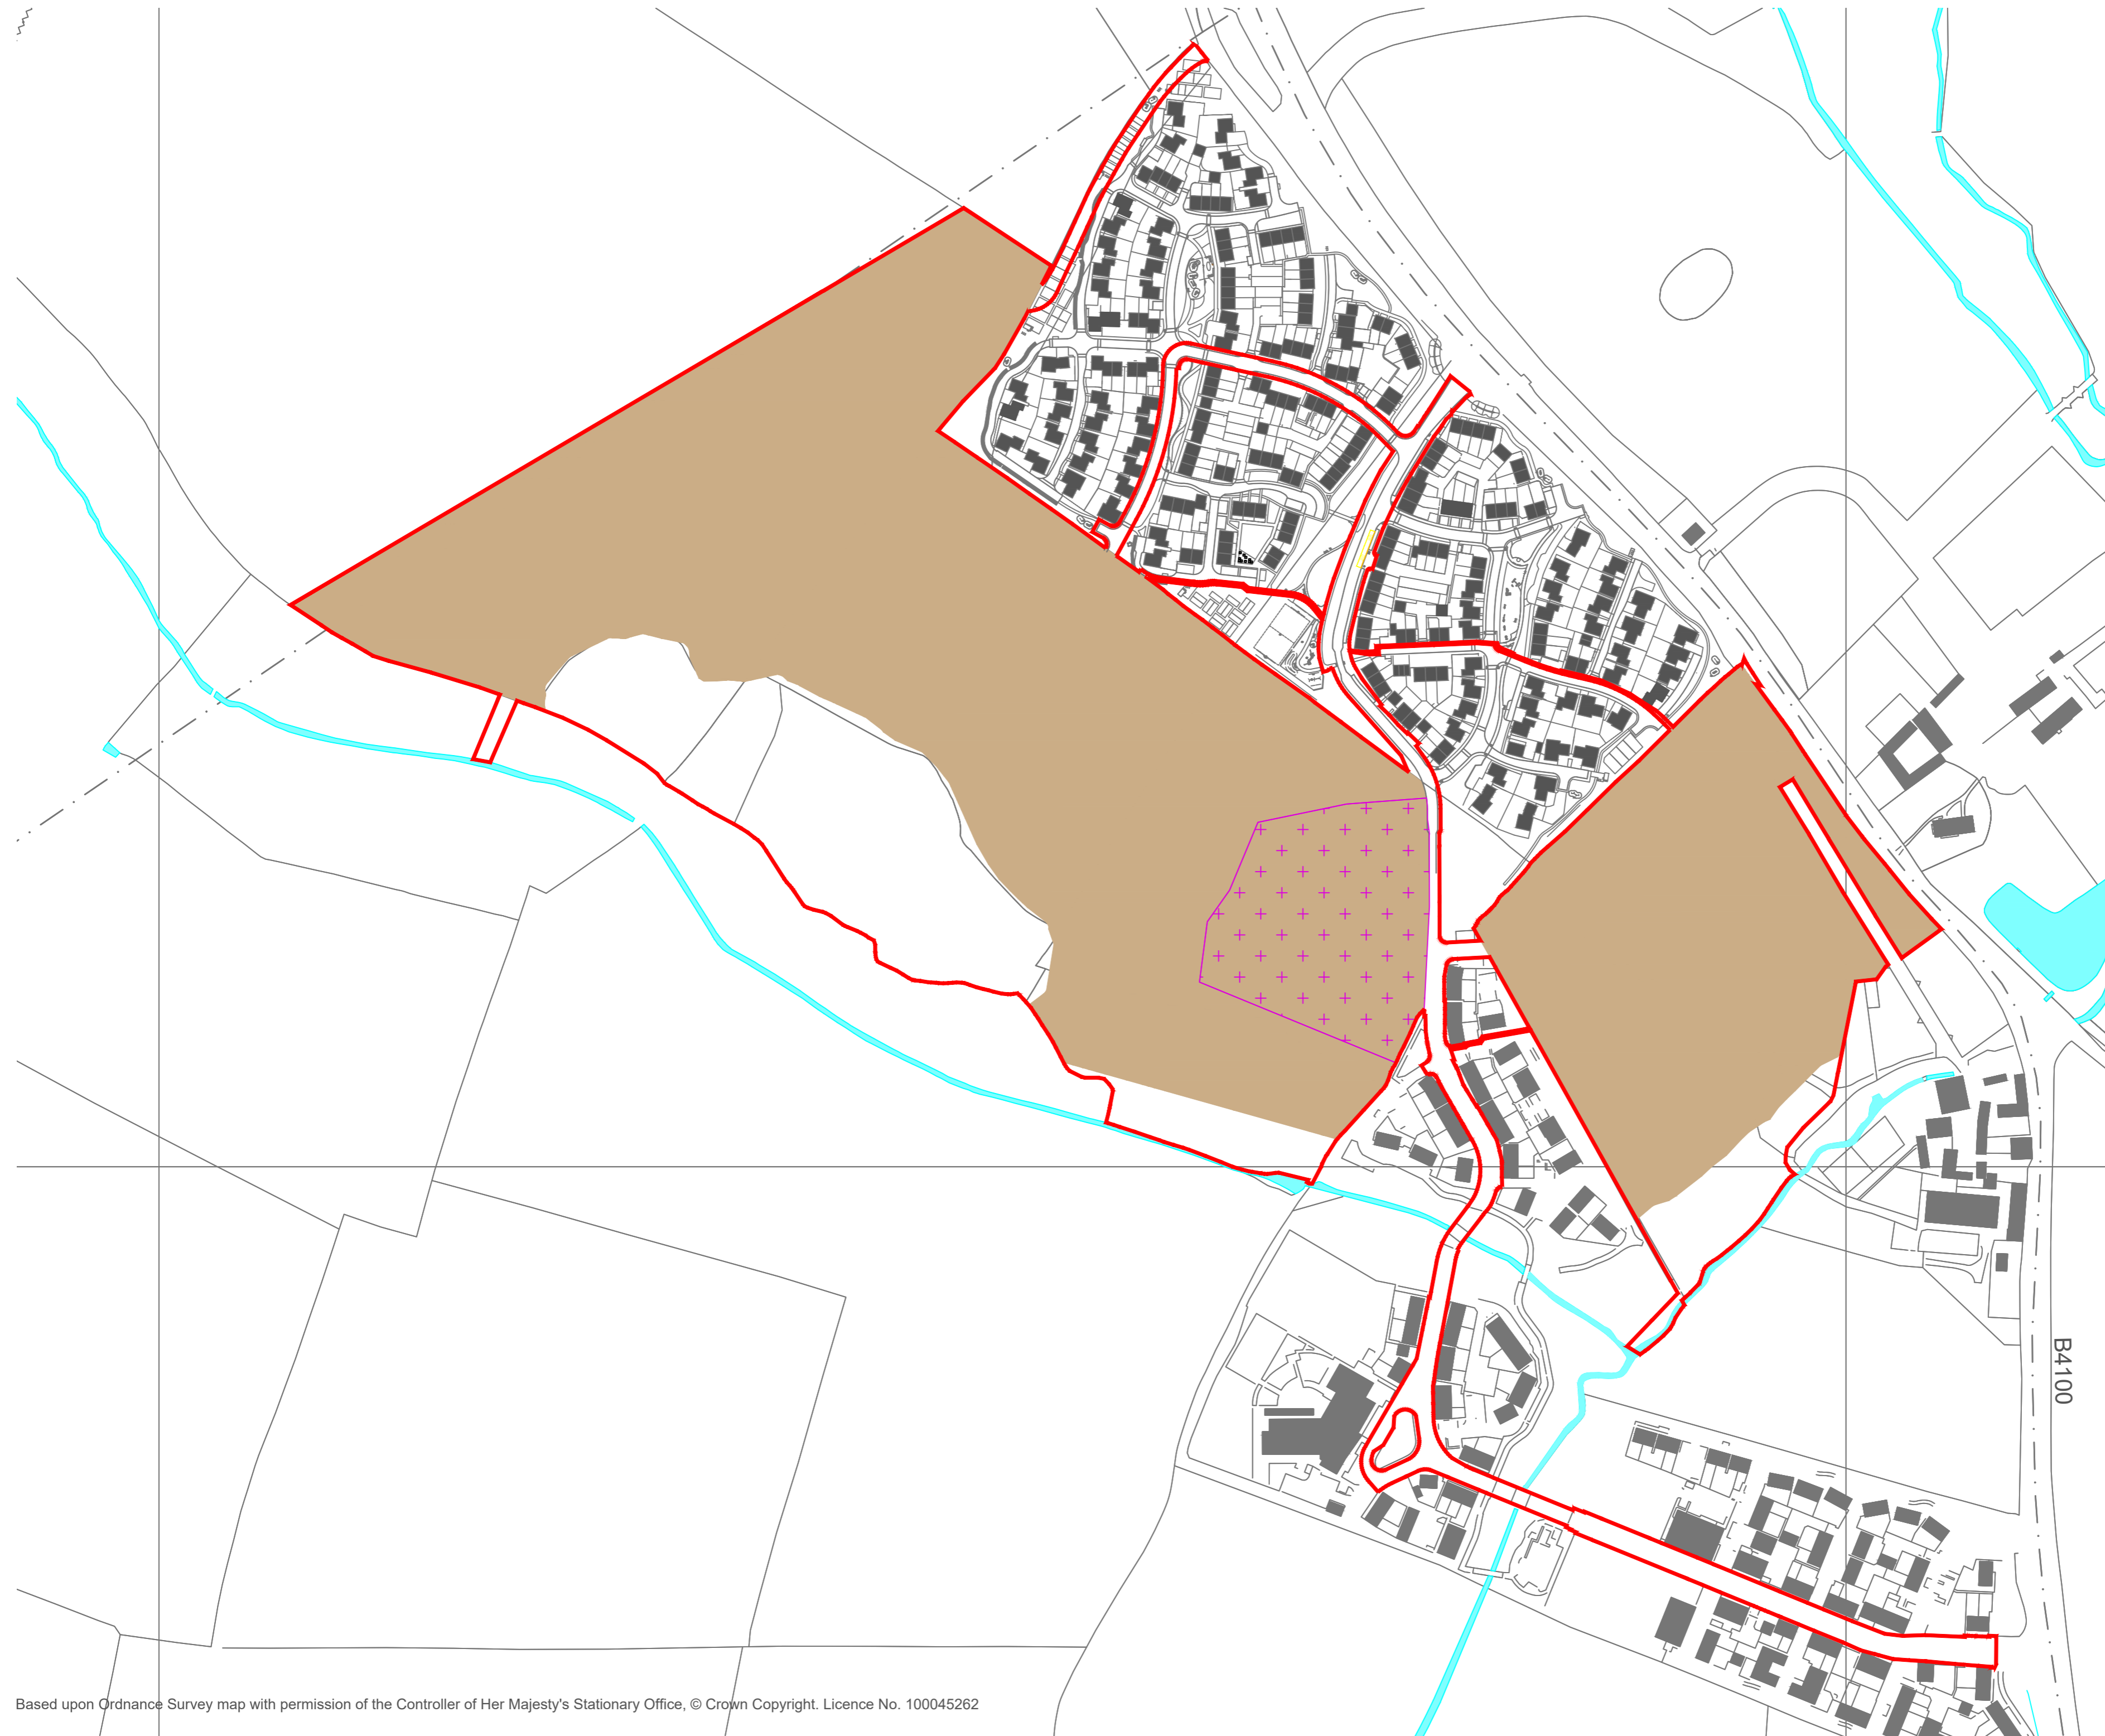 B4100
Based upon Ordnance Survey map with permission of the Controller of Her Majesty's Stationary Office, © Crown Copyright. Licence No. 100045262